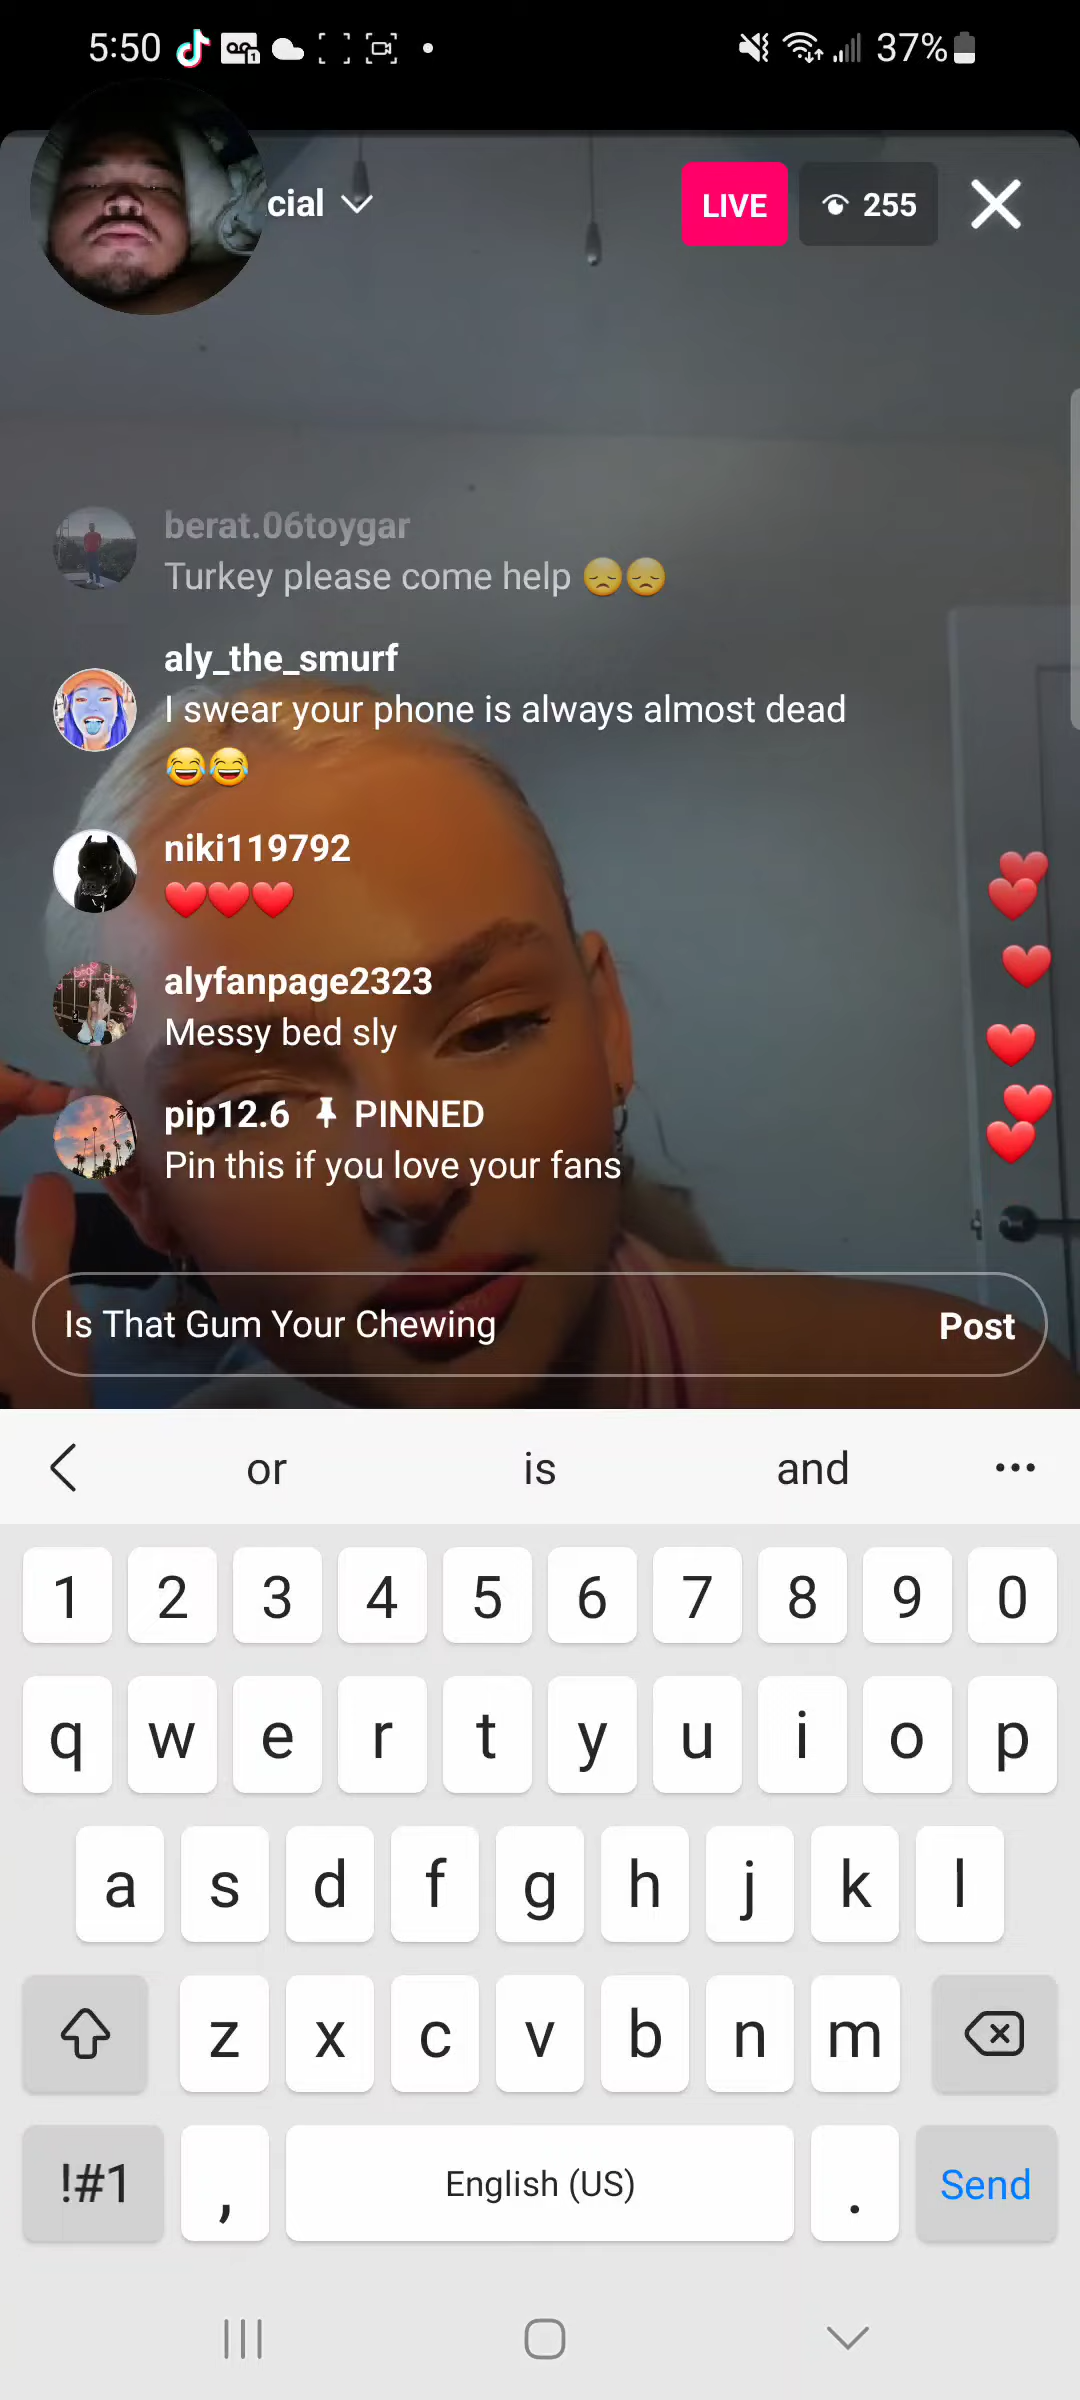 5:50
37%
cial
LIVE
255
berat.06toygar
Turkey please come help 😞😞
aly_the_smurf
I swear your phone is always almost dead
😂😂
niki119792
❤️❤️❤️
alyfanpage2323
Messy bed sly
pip12.6 PINNED
Pin this if you love your fans
Is That Gum Your Chewing
Post
or is and
1 2 3 4 5 6 7 8 9 0
q w e r t y u i o p
a s d f g h j k l
z x c v b n m
!#1 , English (US) . Send